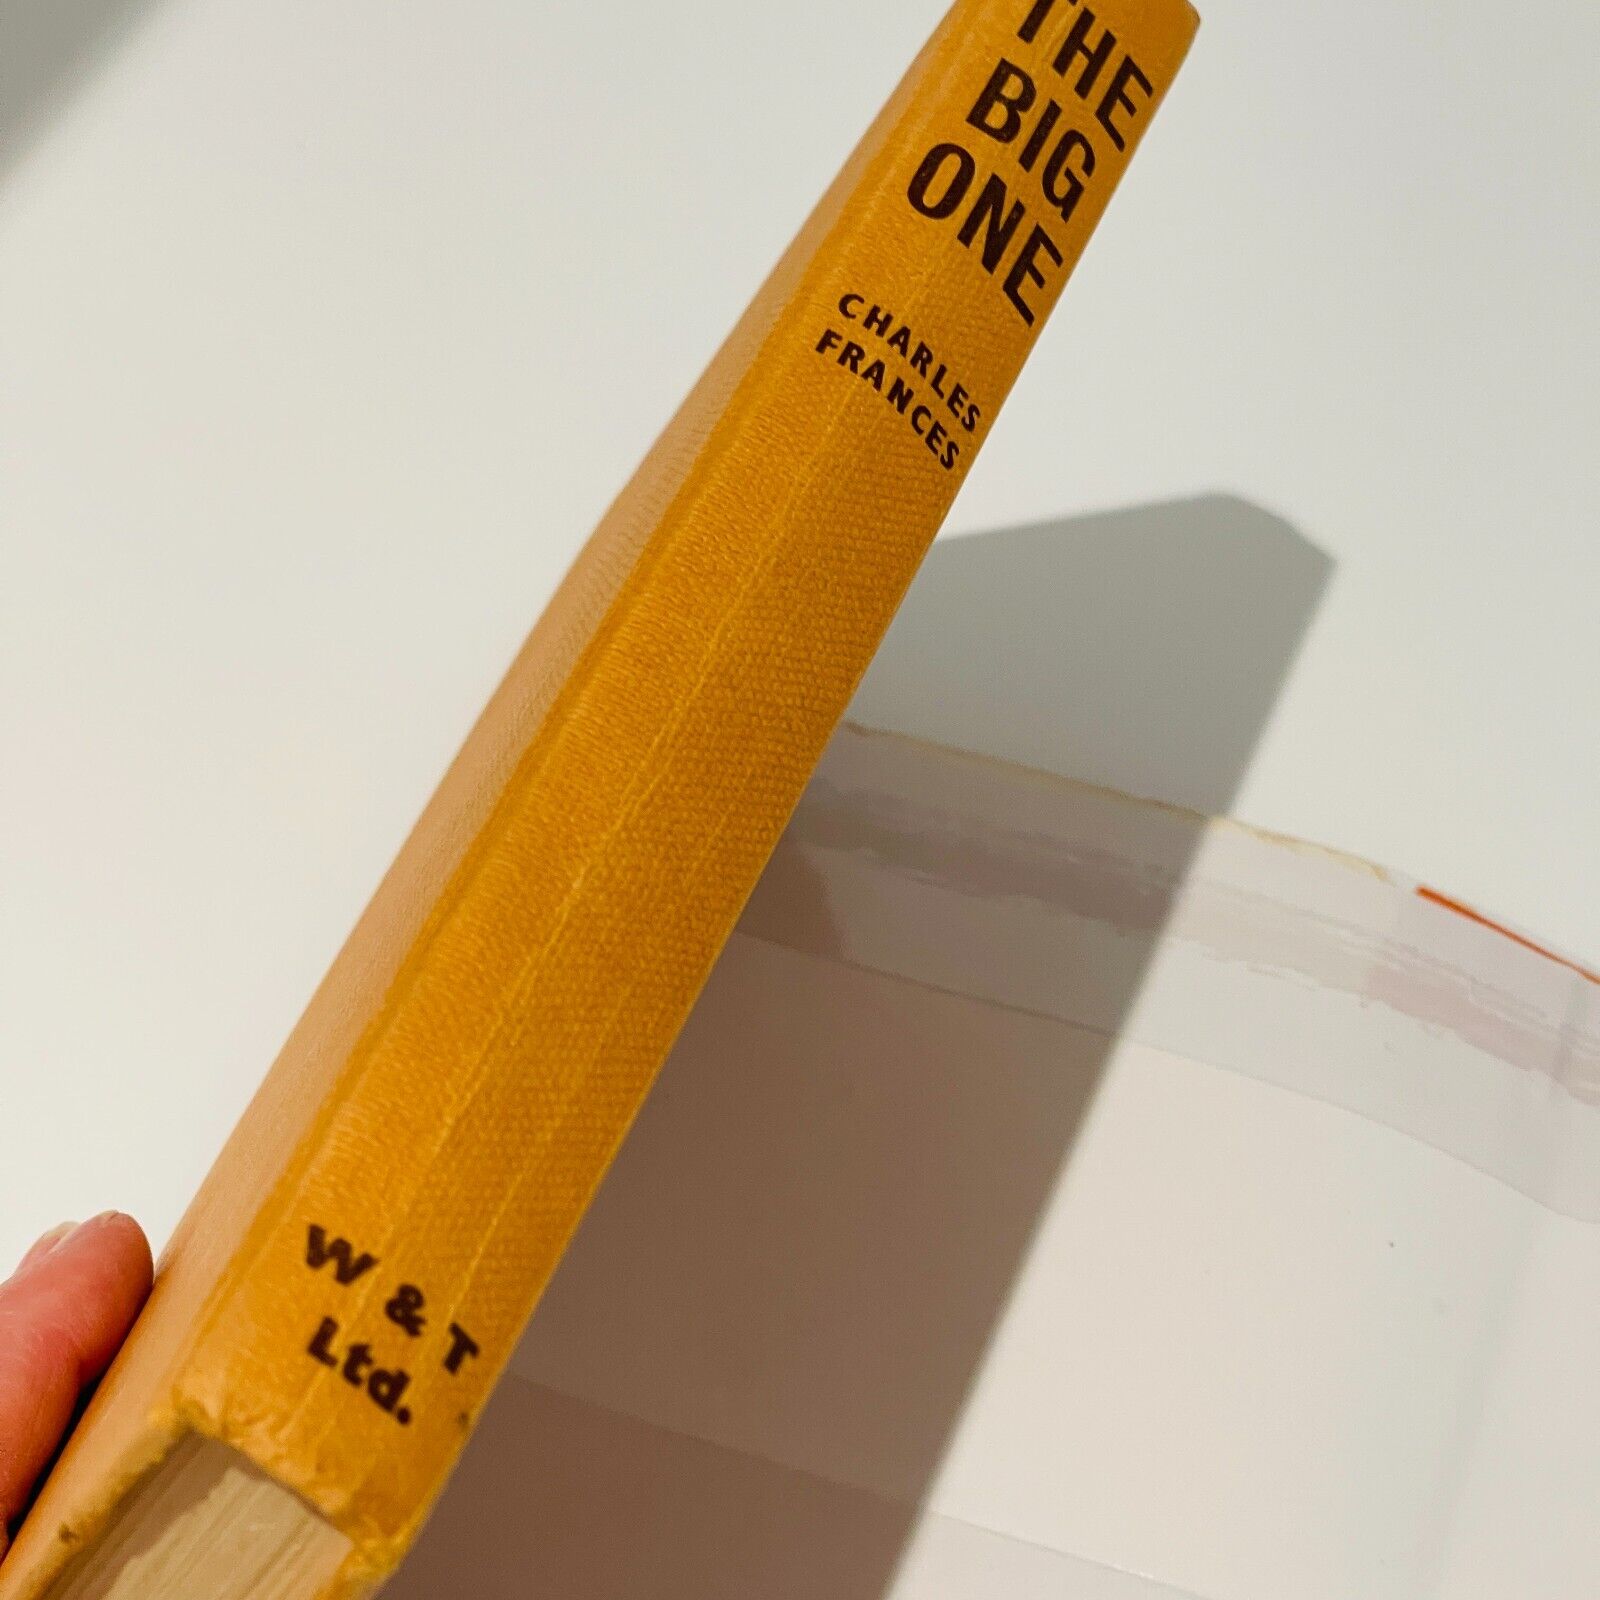 THE
BIG
ONE
CHARLES
FRANCES
W & T
Ltd.